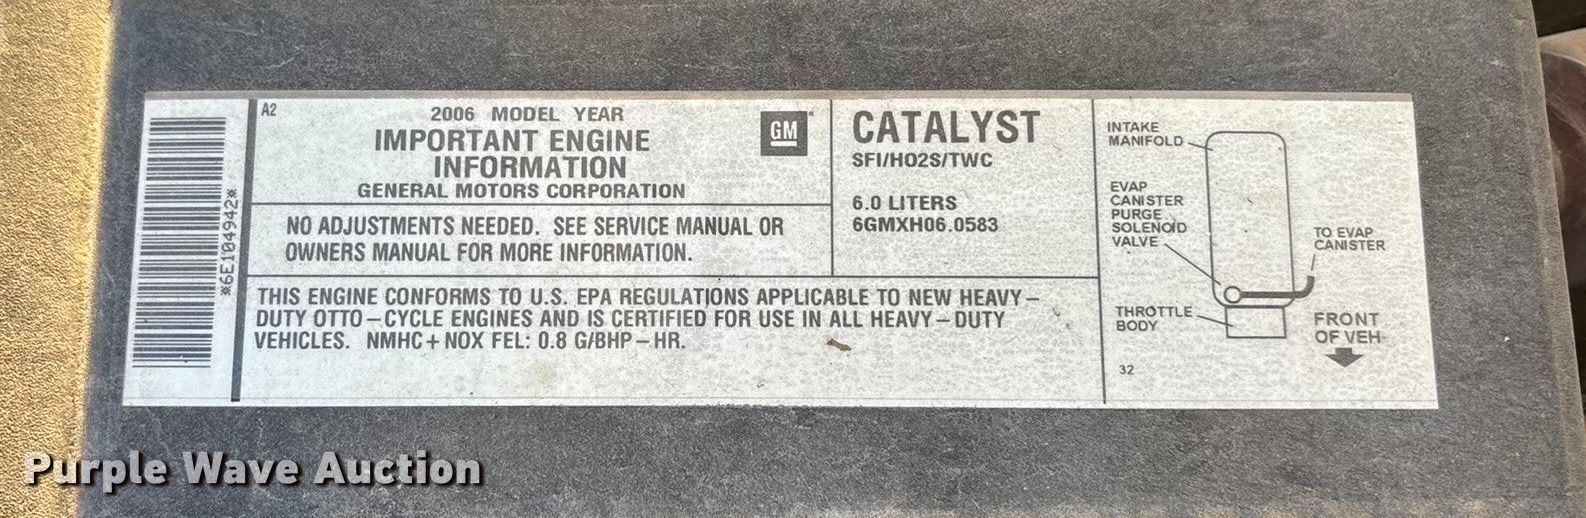 *6E104942*
A2
2006 MODEL YEAR
IMPORTANT ENGINE
INFORMATION
GENERAL MOTORS CORPORATION
GM
NO ADJUSTMENTS NEEDED. SEE SERVICE MANUAL OR
OWNERS MANUAL FOR MORE INFORMATION.
CATALYST
SFI/HO2S/TWC
6.0 LITERS
6GMXH06.0583
THIS ENGINE CONFORMS TO U.S. EPA REGULATIONS APPLICABLE TO NEW HEAVY-
DUTY OTTO-CYCLE ENGINES AND IS CERTIFIED FOR USE IN ALL HEAVY-DUTY
VEHICLES. NMHC+NOX FEL: 0.8 G/BHP-HR.
INTAKE
MANIFOLD
EVAP
CANISTER
PURGE
SOLENOID
VALVE
TO EVAP
CANISTER
THROTTLE
BODY
FRONT
OF VEH
32
Purple Wave Auction